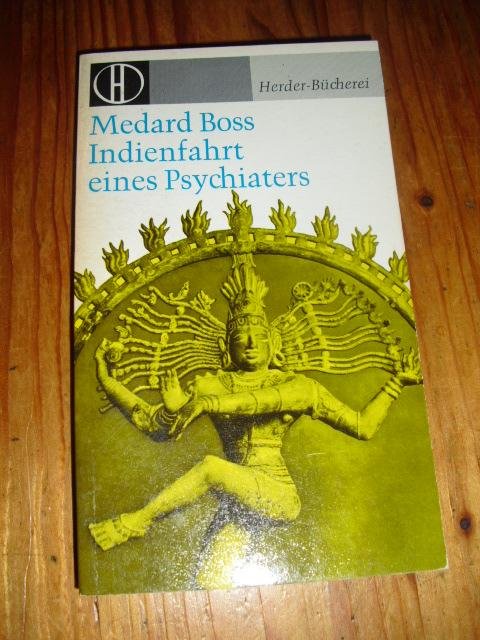 H
Herder-Bücherei
Medard Boss
Indienfahrt
eines Psychiaters